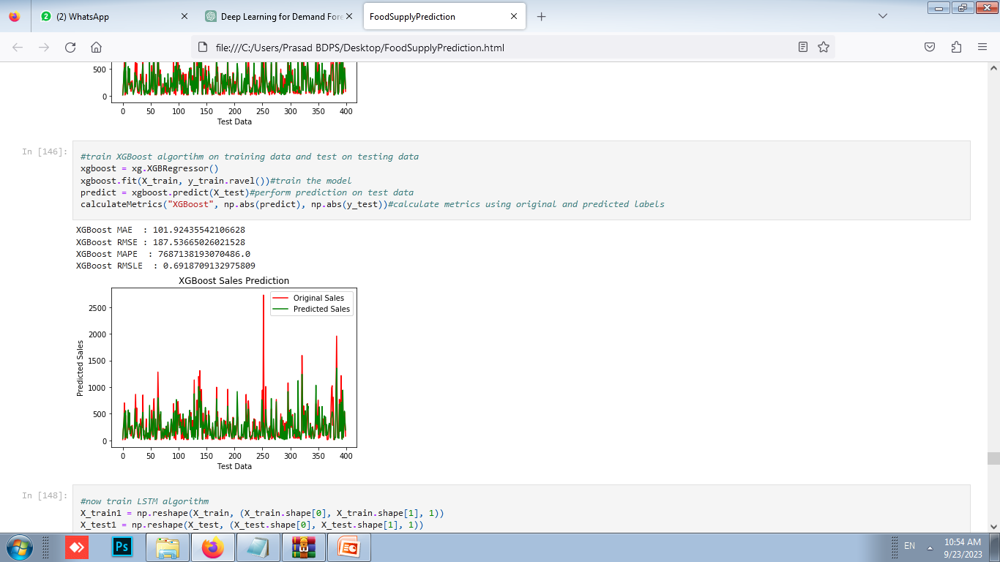 (2) WhatsApp
Deep Learning for Demand Fore
FoodSupplyPrediction
file:///C:/Users/Prasad BDPS/Desktop/FoodSupplyPrediction.html
500
0
0 50 100 150 200 250 300 350 400
Test Data
In [146]:
#train XGBoost algortihm on training data and test on testing data
xgboost = xg.XGBRegressor()
xgboost.fit(X_train, y_train.ravel())#train the model
predict = xgboost.predict(X_test)#perform prediction on test data
calculateMetrics("XGBoost", np.abs(predict), np.abs(y_test))#calculate metrics using original and predicted labels
XGBoost MAE  : 101.92435542106628
XGBoost RMSE : 187.53665026021528
XGBoost MAPE  : 7687138193070486.0
XGBoost RMSLE  : 0.6918709132975809
XGBoost Sales Prediction
Original Sales
Predicted Sales
2500
2000
1500
1000
500
0
Predicted Sales
0 50 100 150 200 250 300 350 400
Test Data
In [148]:
#now train LSTM algorithm
X_train1 = np.reshape(X_train, (X_train.shape[0], X_train.shape[1], 1))
X_test1 = np.reshape(X_test, (X_test.shape[0], X_test.shape[1], 1))
Ps
EN
10:54 AM
9/23/2023